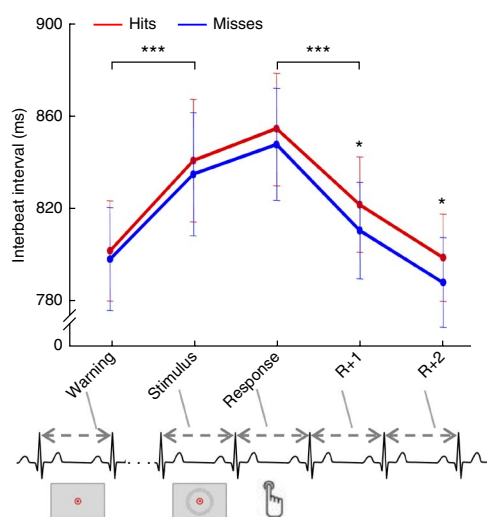 900
Hits
Misses
***
***
860
*
820
*
780
0
Interbeat interval (ms)
Warning
Stimulus
Response
R+1
R+2
. . . .